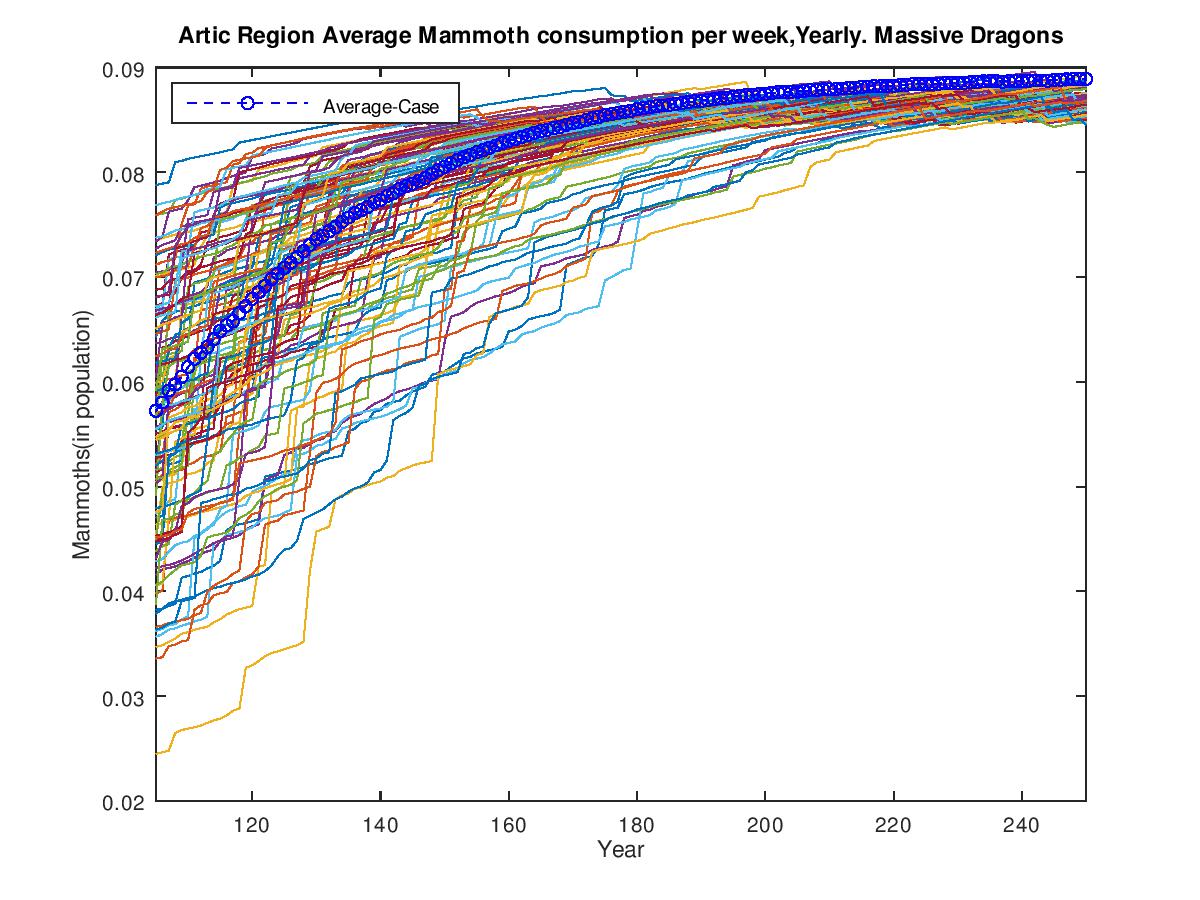 Artic Region Average Mammoth consumption per week,Yearly. Massive Dragons
0.09
Average-Case
0.08
0.07
0.06
0.05
0.04
0.03
0.02
Mammoths(in population)
120 140 160 180 200 220 240
Year